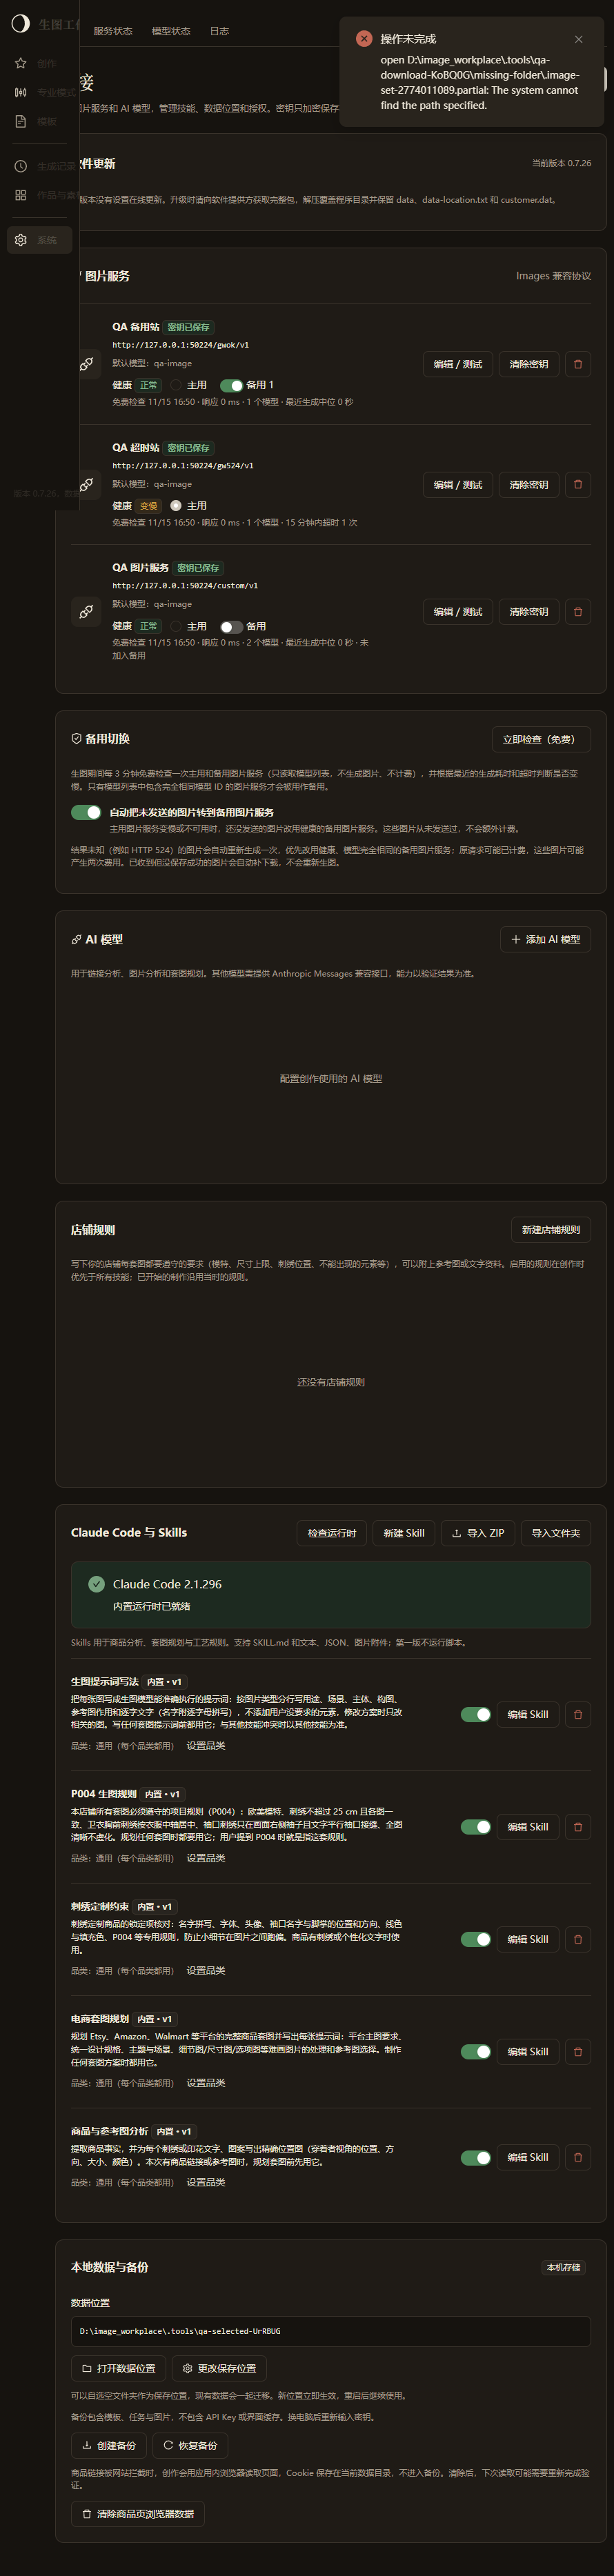 生图工作
创作
专业模式
模板
生成记录
作品与素
系统
版本 0.7.26
服务状态 模型状态 日志
操作未完成
open D:\image_workplace\.tools\qa-
download-KoBQ0G\missing-folder\.image-
set-2774011089.partial: The system cannot
find the path specified.
接
片服务和 AI 模型，管理技能、数据位置和授权。密钥只加密保存
软件更新
当前版本 0.7.26
版本没有设置在线更新。升级时请向软件提供方获取完整包，解压覆盖程序目录并保留 data、data-location.txt 和 customer.dat。
图片服务
Images 兼容协议
QA 备用站 密钥已保存
http://127.0.0.1:50224/gwok/v1
默认模型：qa-image
健康 正常 主用 备用 1
免费检查 11/15 16:50 · 响应 0 ms · 1 个模型 · 最近生成中位 0 秒
编辑 / 测试 清除密钥
QA 超时站 密钥已保存
http://127.0.0.1:50224/gw524/v1
默认模型：qa-image
健康 变慢 主用
免费检查 11/15 16:50 · 响应 0 ms · 1 个模型 · 15 分钟内超时 1 次
编辑 / 测试 清除密钥
QA 图片服务 密钥已保存
http://127.0.0.1:50224/custom/v1
默认模型：qa-image
健康 正常 主用 备用
免费检查 11/15 16:50 · 响应 0 ms · 2 个模型 · 最近生成中位 0 秒 · 未
加入备用
编辑 / 测试 清除密钥
备用切换
立即检查（免费）
生图期间每 3 分钟免费检查一次主用和备用图片服务（只读取模型列表，不生成图片、不计费），并根据最近的生成耗时和超时判断是否变
慢。只有模型列表中包含完全相同模型 ID 的图片服务才会被用作备用。
自动把未发送的图片转到备用图片服务
主用图片服务变慢或不可用时，还没发送的图片改用健康的备用图片服务。这些图片从未发送过，不会额外计费。
结果未知（例如 HTTP 524）的图片会自动重新生成一次，优先改用健康、模型完全相同的备用图片服务；原请求可能已计费，这些图片可能
产生两次费用。已收到但没保存成功的图片会自动补下载，不会重新生图。
AI 模型
添加 AI 模型
用于链接分析、图片分析和套图规划。其他模型需提供 Anthropic Messages 兼容接口，能力以验证结果为准。
配置创作使用的 AI 模型
店铺规则
新建店铺规则
写下你的店铺每套图都要遵守的要求（模特、尺寸上限、刺绣位置、不能出现的元素等），可以附上参考图或文字资料。启用的规则在创作时
优先于所有技能；已开始的制作沿用当时的规则。
还没有店铺规则
Claude Code 与 Skills
检查运行时 新建 Skill 导入 ZIP 导入文件夹
Claude Code 2.1.296
内置运行时已就绪
Skills 用于商品分析、套图规划与工艺规则。支持 SKILL.md 和文本、JSON、图片附件；第一版不运行脚本。
生图提示词写法 内置 · v1
把每张图写成生图模型能准确执行的提示词：按图片类型分行写用途、场景、主体、构图、
参考图作用和逐字文字（名字附逐字母拼写），不添加用户没要求的元素，修改方案时只改
相关的图。写任何套图提示词前都用它；与其他技能冲突时以其他技能为准。
品类：通用（每个品类都用） 设置品类
编辑 Skill
P004 生图规则 内置 · v1
本店铺所有套图必须遵守的项目规则（P004）：欧美模特、刺绣不超过 25 cm 且各图一
致、卫衣胸前刺绣按衣服中轴居中、袖口刺绣只在画面右侧袖子且文字平行袖口接缝、全图
清晰不虚化。规划任何套图时都要用它；用户提到 P004 时就是指这套规则。
品类：通用（每个品类都用） 设置品类
编辑 Skill
刺绣定制约束 内置 · v1
刺绣定制商品的锁定项核对：名字拼写、字体、头像、袖口名字与脚掌的位置和方向、线色
与填充色、P004 等专用规则，防止小细节在图片之间跑偏。商品有刺绣或个性化文字时使
用。
品类：通用（每个品类都用） 设置品类
编辑 Skill
电商套图规划 内置 · v1
规划 Etsy、Amazon、Walmart 等平台的完整商品套图并写出每张提示词：平台主图要求、
统一设计规格、主题与场景、细节图/尺寸图/选项图等难画图片的处理和参考图选择。制作
任何套图方案时都用它。
品类：通用（每个品类都用） 设置品类
编辑 Skill
商品与参考图分析 内置 · v1
提取商品事实，并为每个刺绣或印花文字、图案写出精确位置图（穿着者视角的位置、方
向、大小、颜色）。本次有商品链接或参考图时，规划套图前先用它。
品类：通用（每个品类都用） 设置品类
编辑 Skill
本地数据与备份
本机存储
数据位置
D:\image_workplace\.tools\qa-selected-UrRBUG
打开数据位置 更改保存位置
可以自选空文件夹作为保存位置，现有数据会一起迁移。新位置立即生效，重启后继续使用。
备份包含模板、任务与图片，不包含 API Key 或界面缓存。换电脑后重新输入密钥。
创建备份 恢复备份
商品链接被网站拦截时，创作会用应用内浏览器读取页面，Cookie 保存在当前数据目录，不进入备份。清除后，下次读取可能需要重新完成验
证。
清除商品页浏览器数据